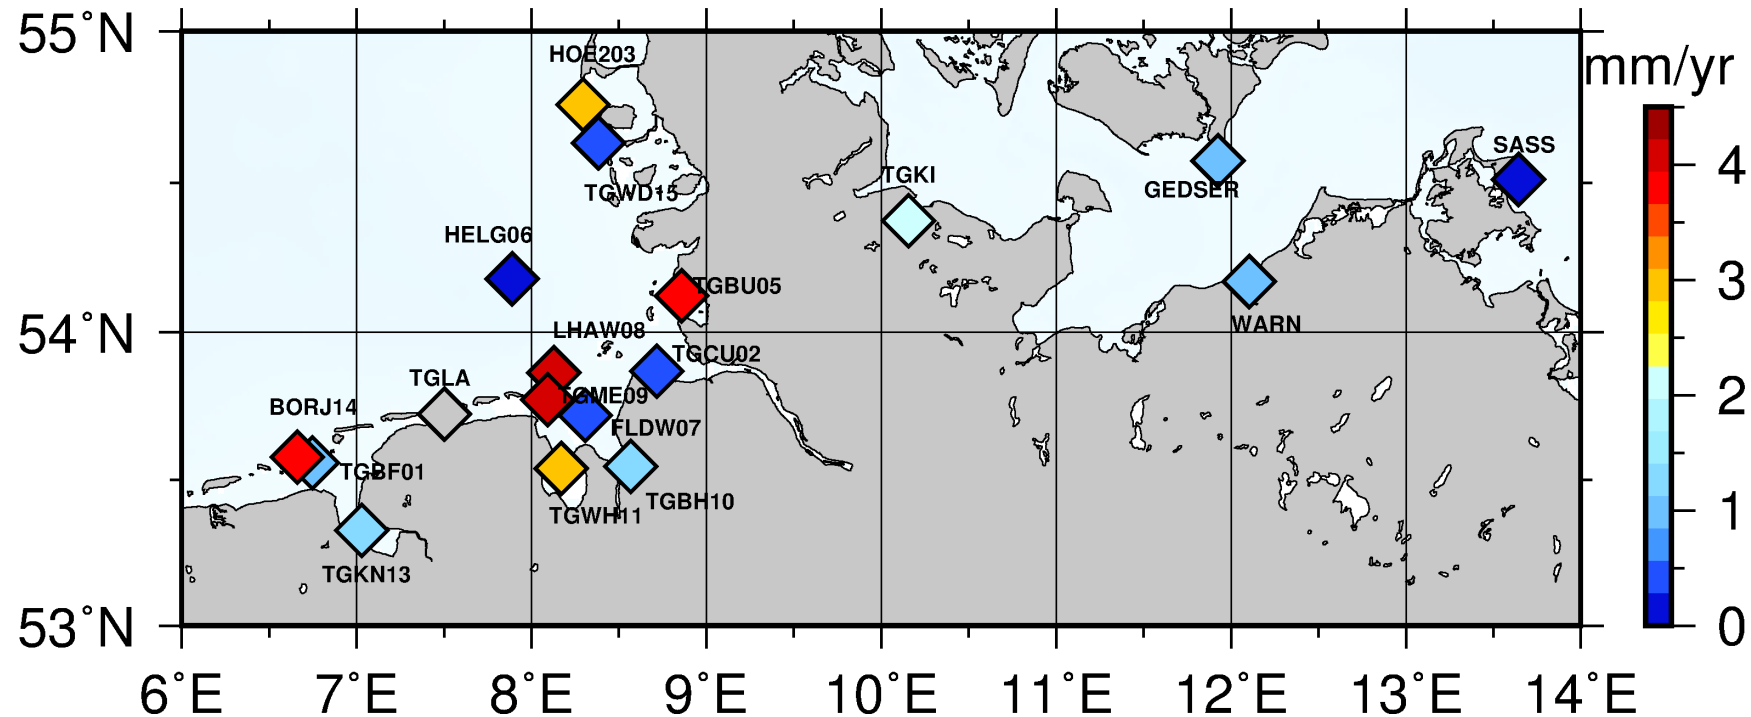 55°N
HOE203
mm/yr
SASS
4
TGKI
TGWD15
GEDSER
HELG06
TGBU05
3
WARN
54°N
LHAW08
TGCU02
TGLA
TGME09
2
BORJ14
FLDW07
TGBF01
TGBH10
TGWH11
1
TGKN13
53°N
0
6°E 7°E 8°E 9°E 10°E 11°E 12°E 13°E 14°E